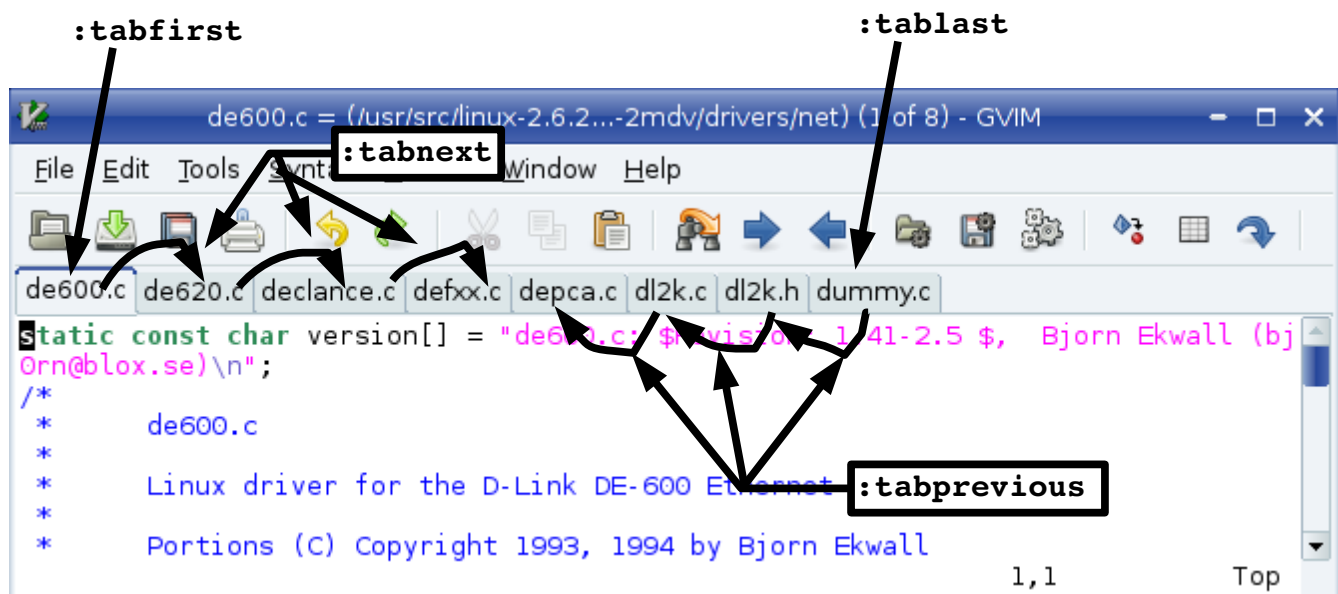 :tabfirst
:tablast
de600.c = (/usr/src/linux-2.6.2...-2mdv/drivers/net) (1 of 8) - GVIM
:tabnext
File Edit Tools Window Help
de600.c de620.c declance.c defxx.c depca.c dl2k.c dl2k.h dummy.c
static const char version[] = "de600.c: $Revision: 1.41-2.5 $, Bjorn Ekwall (bj
0rn@blox.se)\n";
/*
* de600.c
*
* Linux driver for the D-Link DE-600 Ethernet
:tabprevious
*
* Portions (C) Copyright 1993, 1994 by Bjorn Ekwall
1,1 Top